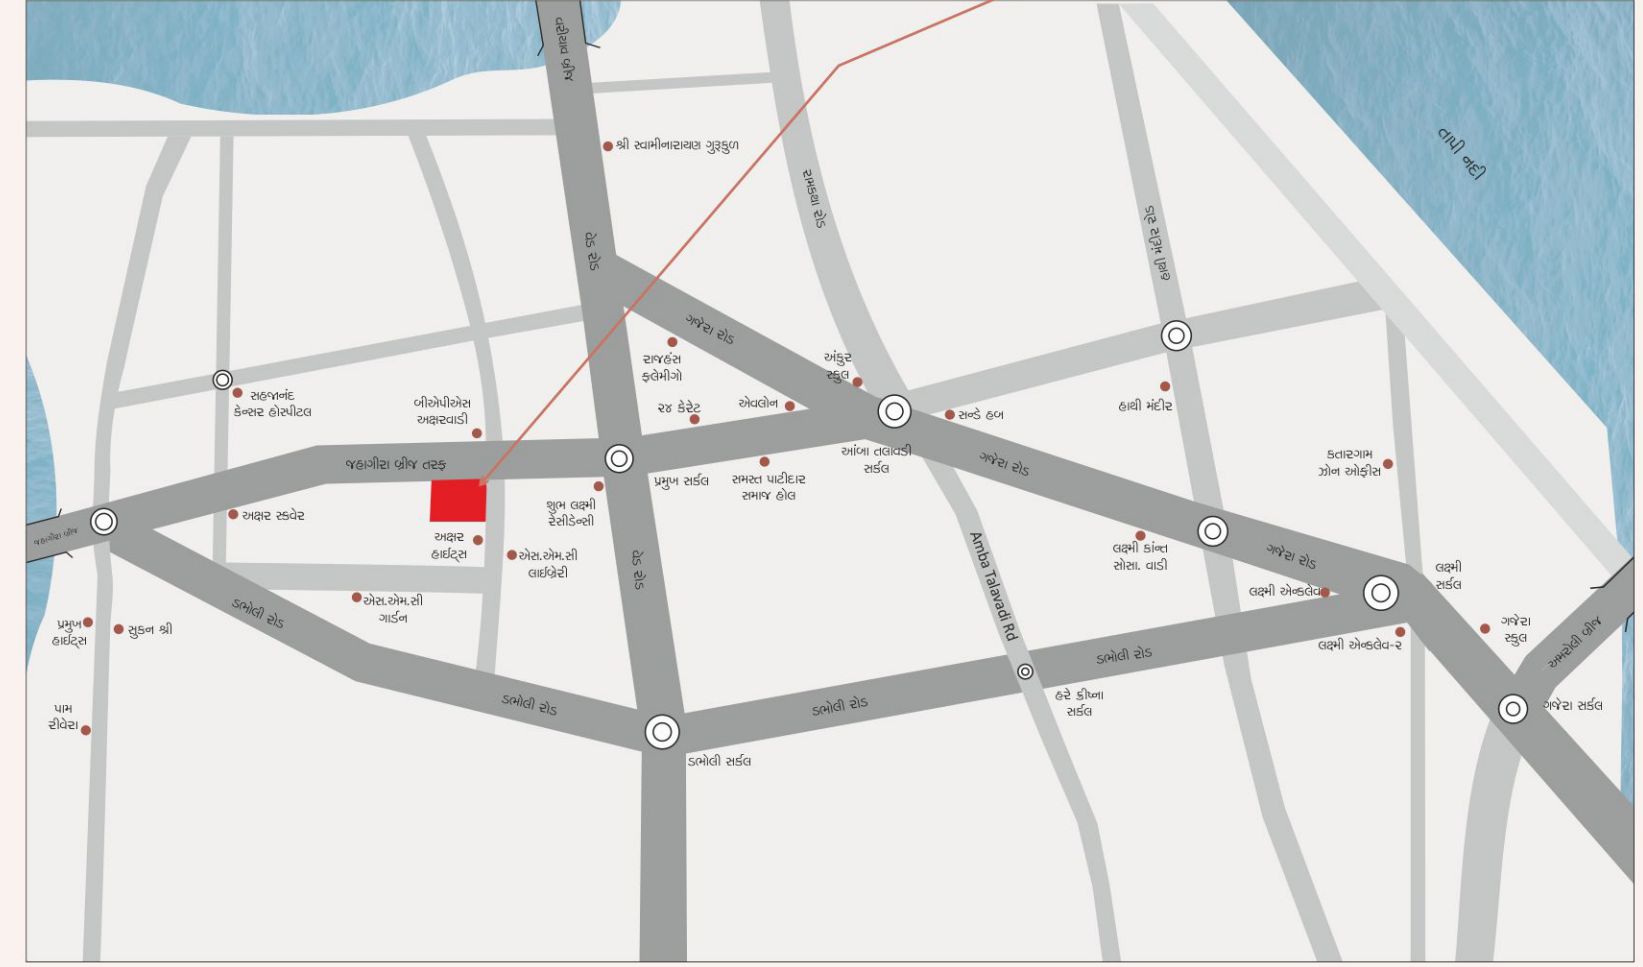 વરીયાવ બ્રીજ
શ્રી સ્વામીનારાયણ ગુરૂકુળ
તાપી નદી
રામકથા રોડ
હાથી મંદીર રોડ
વેડ રોડ
ગજેરા રોડ
રાજહંસ
ફ્લેમીગો
અંકુર
સ્કુલ
સહજાનંદ
કેન્સર હોસ્પીટલ
બીએપીએસ
અક્ષરવાડી
૨૪ કેરેટ
એવલોન
સન્ડે હબ
હાથી મંદીર
જહાગીરા બ્રીજ તરફ
પ્રમુખ સર્કલ
સમસ્ત પાટીદાર
સમાજ હોલ
આંબા તલાવડી
સર્કલ
ગજેરા રોડ
કતારગામ
ઝોન ઓફીસ
જહાગીરા બ્રીજ
અક્ષર સ્કવેર
શુભ લક્ષ્મી
રેસીડેન્સી
અક્ષર
હાઈટ્સ
એસ.એમ.સી
લાઈબ્રેરી
વેડ રોડ
Amba Talavadi Rd
લક્ષ્મી કાંન્ત
સોસા. વાડી
ગજેરા રોડ
લક્ષ્મી
સર્કલ
લક્ષ્મી એન્કલેવ
એસ.એમ.સી
ગાર્ડન
ડભોલી રોડ
પ્રમુખ
હાઈટ્સ
સુકન શ્રી
ગજેરા
સ્કુલ
લક્ષ્મી એન્કલેવ-૨
અમરોલી બ્રીજ
ડભોલી રોડ
પામ
રીવેરા
ડભોલી રોડ
ડભોલી રોડ
હરે ક્રીષ્ના
સર્કલ
ગજેરા સર્કલ
ડભોલી સર્કલ